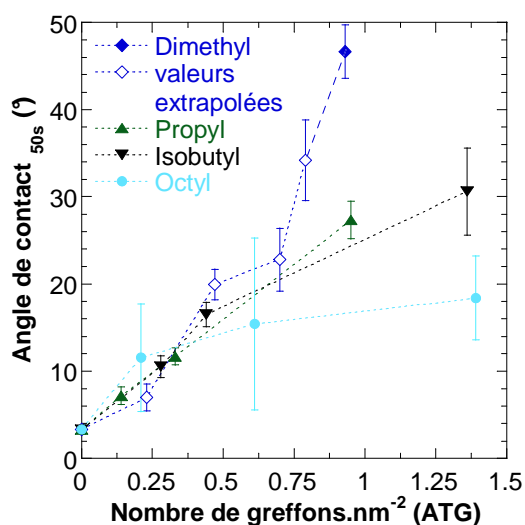 Angle de contact 50s (°)
50
40
30
20
10
0
Dimethyl
valeurs
extrapolées
Propyl
Isobutyl
Octyl
0 0.25 0.5 0.75 1 1.25 1.5
Nombre de greffons.nm-2 (ATG)